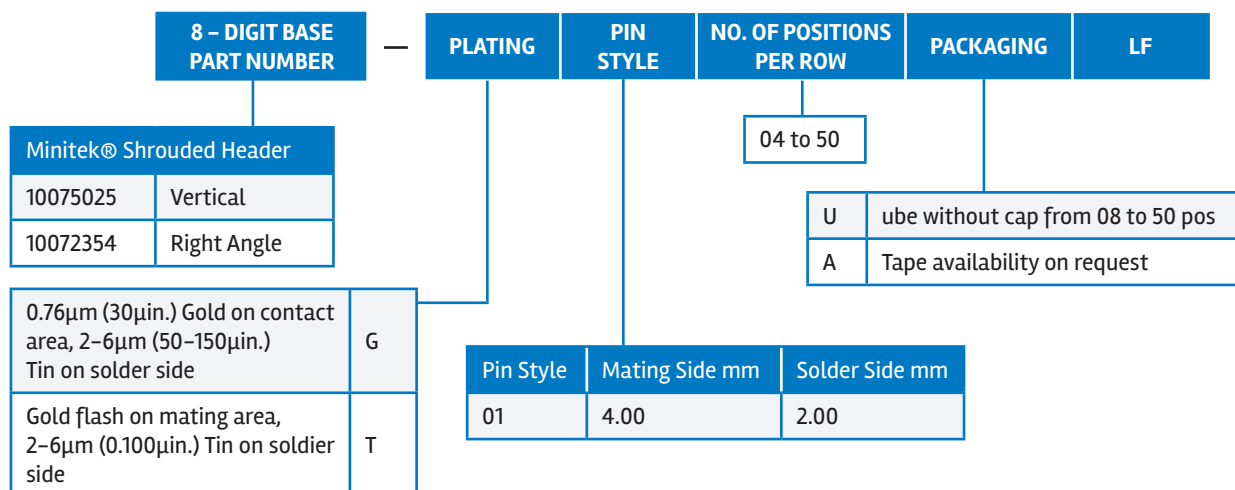 8 – DIGIT BASE
PART NUMBER
—
PLATING
PIN
STYLE
NO. OF POSITIONS
PER ROW
PACKAGING
LF
Minitek® Shrouded Header
10075025 Vertical
10072354 Right Angle
04 to 50
U ube without cap from 08 to 50 pos
A Tape availability on request
0.76µm (30µin.) Gold on contact
area, 2–6µm (50–150µin.)
Tin on solder side
G
Gold flash on mating area,
2–6µm (0.100µin.) Tin on soldier
side
T
Pin Style Mating Side mm Solder Side mm
01 4.00 2.00